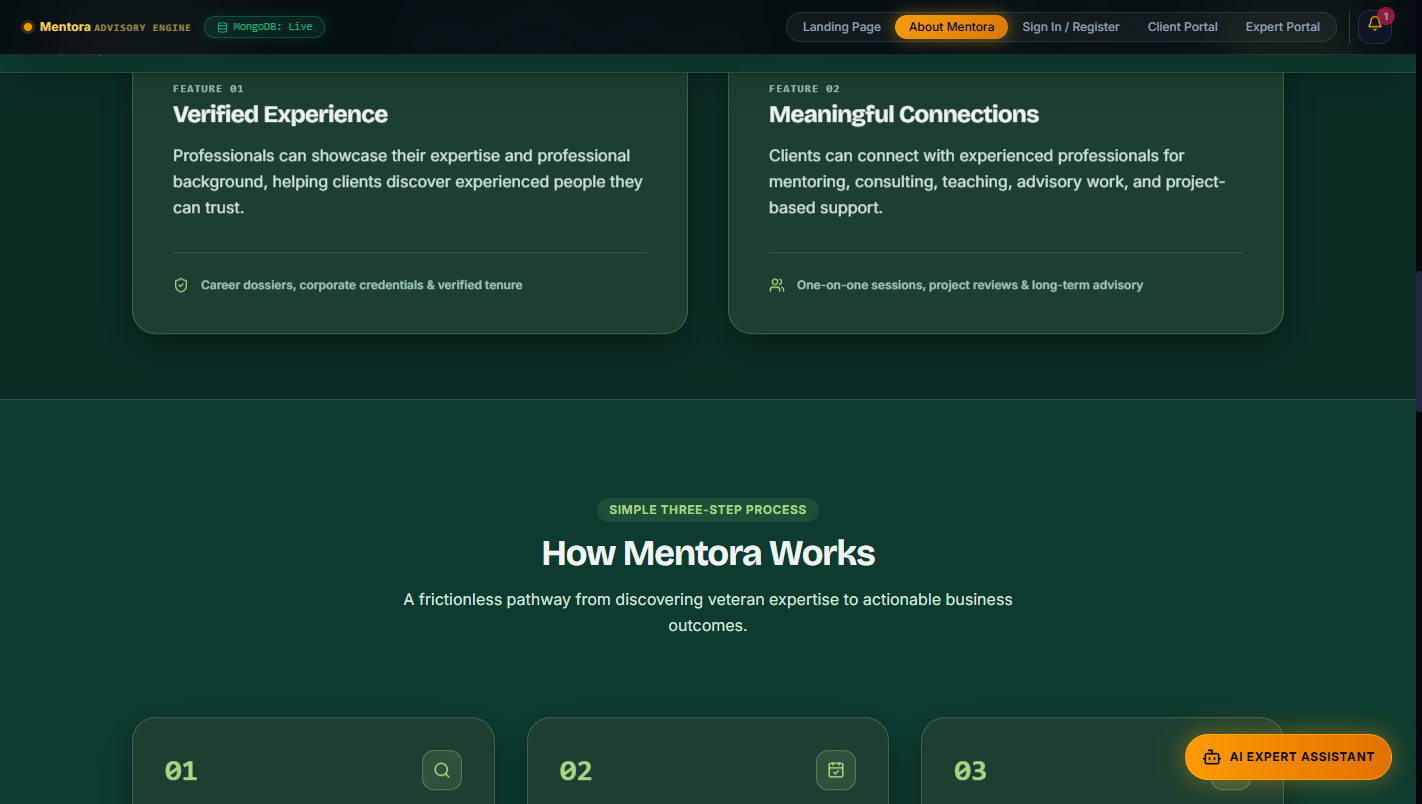 Mentora ADVISORY ENGINE
MongoDB: Live
Landing Page
About Mentora
Sign In / Register
Client Portal
Expert Portal
1
FEATURE 01
Verified Experience
Professionals can showcase their expertise and professional
background, helping clients discover experienced people they
can trust.
Career dossiers, corporate credentials & verified tenure
FEATURE 02
Meaningful Connections
Clients can connect with experienced professionals for
mentoring, consulting, teaching, advisory work, and project-
based support.
One-on-one sessions, project reviews & long-term advisory
SIMPLE THREE-STEP PROCESS
How Mentora Works
A frictionless pathway from discovering veteran expertise to actionable business
outcomes.
01
02
03
AI EXPERT ASSISTANT